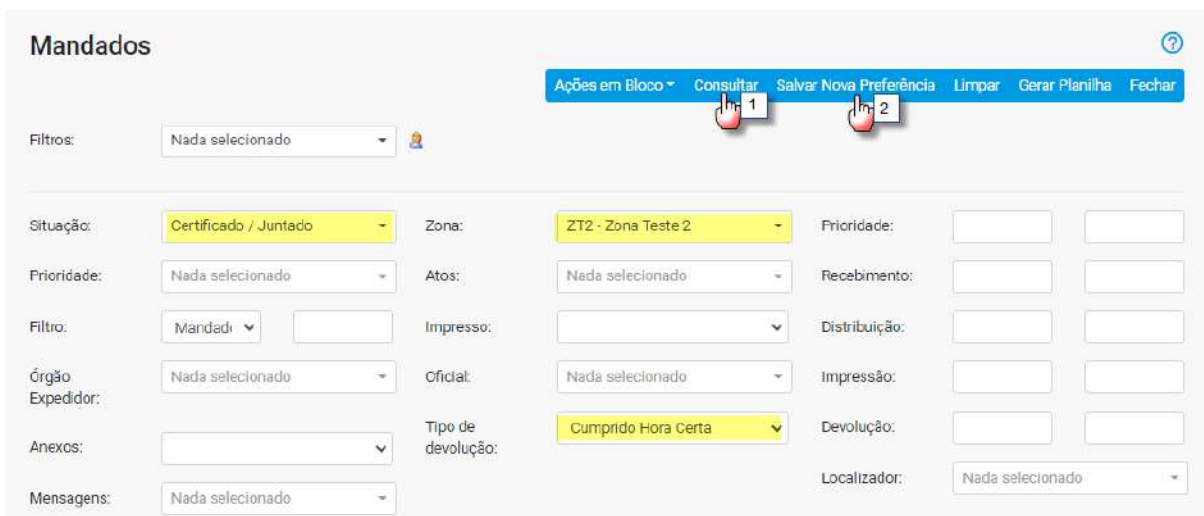 Mandados
Ações em Bloco Consultar Salvar Nova Preferência Limpar Gerar Planilha Fechar
1 2
Filtros: Nada selecionado
Situação: Certificado / Juntado Zona: ZT2 - Zona Teste 2 Prioridade:
Prioridade: Nada selecionado Atos: Nada selecionado Recebimento:
Filtro: Mandad Impresso: Distribuição:
Órgão Expedidor: Nada selecionado Oficial: Nada selecionado Impressão:
Anexos: Tipo de devolução: Cumprido Hora Certa Devolução:
Mensagens: Nada selecionado Localizador: Nada selecionado